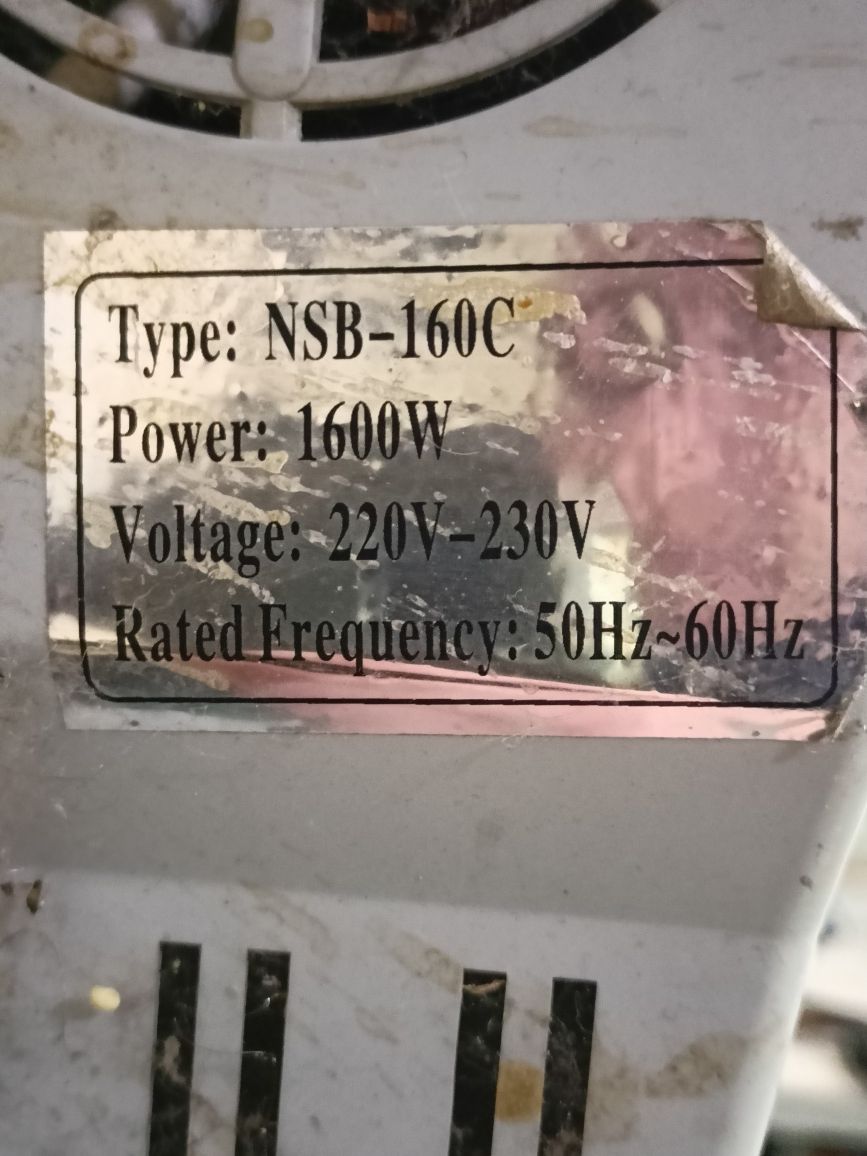 Type: NSB-160C
Power: 1600W
Voltage: 220V-230V
Rated Frequency: 50Hz~60Hz